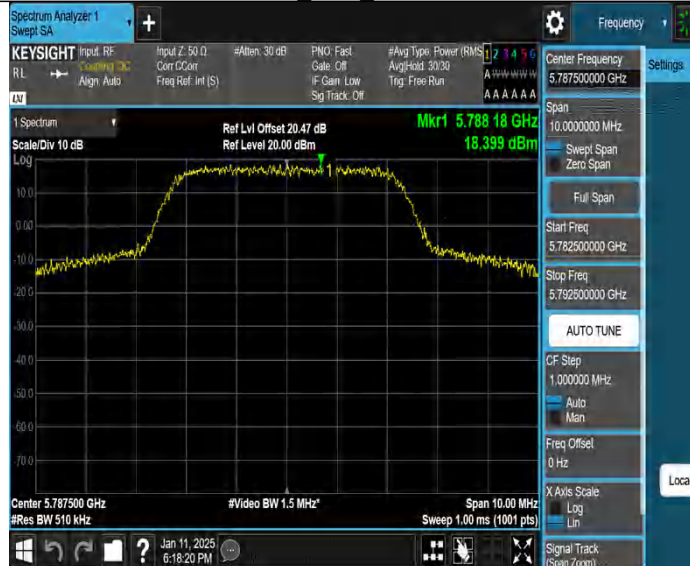 Spectrum Analyzer 1
Swept SA
+
Frequency
KEYSIGHT
RL
Input: RF
Coupling: DC
Align: Auto
Input Z: 50 Ω
Corr CCorr
Freq Ref: Int (S)
#Atten: 30 dB
PNO: Fast
Gate: Off
IF Gain: Low
Sig Track: Off
#Avg Type: Power (RMS
Avg|Hold: 30/30
Trig: Free Run
1 2 3 4 5 6
A W W W W W
A A A A A A
LXI
1 Spectrum
Scale/Div 10 dB
Ref Lvl Offset 20.47 dB
Ref Level 20.00 dBm
Mkr1 5.788 18 GHz
18.399 dBm
Log
1
10.0
0.00
-10.0
-20.0
-30.0
-40.0
-50.0
-60.0
-70.0
Center 5.787500 GHz
#Res BW 510 kHz
#Video BW 1.5 MHz*
Span 10.00 MHz
Sweep 1.00 ms (1001 pts)
?
Jan 11, 2025
6:18:20 PM
Center Frequency
5.787500000 GHz
Settings
Span
10.0000000 MHz
Swept Span
Zero Span
Full Span
Start Freq
5.782500000 GHz
Stop Freq
5.792500000 GHz
AUTO TUNE
CF Step
1.000000 MHz
Auto
Man
Freq Offset
0 Hz
X Axis Scale
Log
Lin
Loca
Signal Track
(Span Zoom)